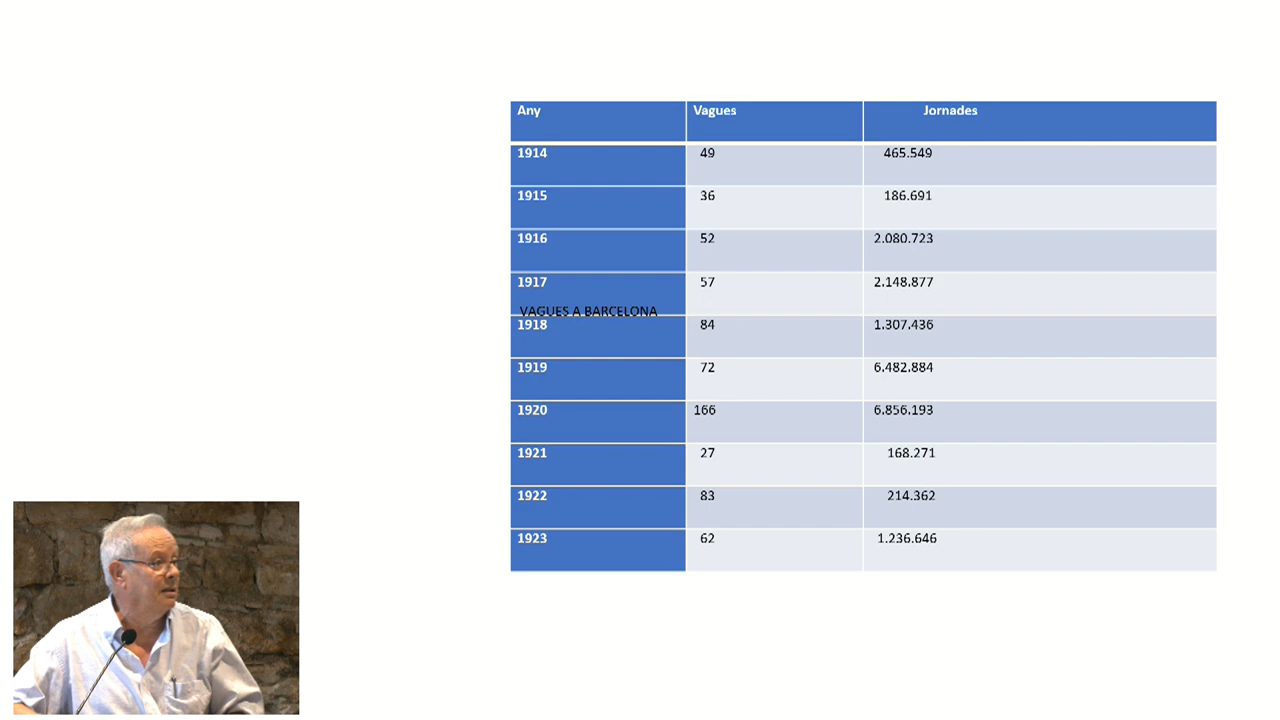 Any Vagues Jornades
1914 49 465.549
1915 36 186.691
1916 52 2.080.723
1917 57 2.148.877
VAGUES A BARCELONA
1918 84 1.307.436
1919 72 6.482.884
1920 166 6.856.193
1921 27 168.271
1922 83 214.362
1923 62 1.236.646